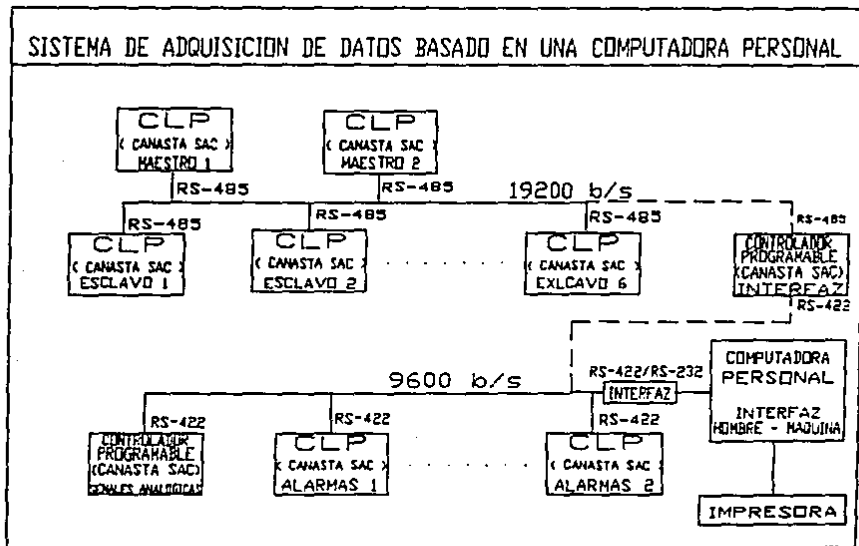 SISTEMA DE ADQUISICION DE DATOS BASADO EN UNA COMPUTADORA PERSONAL
CLP
( CANASTA SAC )
MAESTRO 1
CLP
( CANASTA SAC )
MAESTRO 2
RS-485
RS-485
19200 b/s
RS-485
RS-485
RS-485
RS-485
CLP
( CANASTA SAC )
ESCLAVO 1
CLP
( CANASTA SAC )
ESCLAVO 2
CLP
( CANASTA SAC )
EXLCAVO 6
CONTROLADOR
PROGRAMABLE
(CANASTA SAC)
INTERFAZ
RS-422
9600 b/s
RS-422/RS-232
INTERFAZ
COMPUTADORA
PERSONAL
INTERFAZ
HOMBRE - MAQUINA
RS-422
RS-422
RS-422
CONTROLADOR
PROGRAMABLE
(CANASTA SAC)
SENALES ANALOGICAS
CLP
( CANASTA SAC )
ALARMAS 1
CLP
( CANASTA SAC )
ALARMAS 2
IMPRESORA